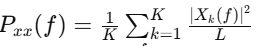 $P_{xx}(f) = \frac{1}{K} \sum_{k=1}^{K} \frac{|X_k(f)|^2}{L}$